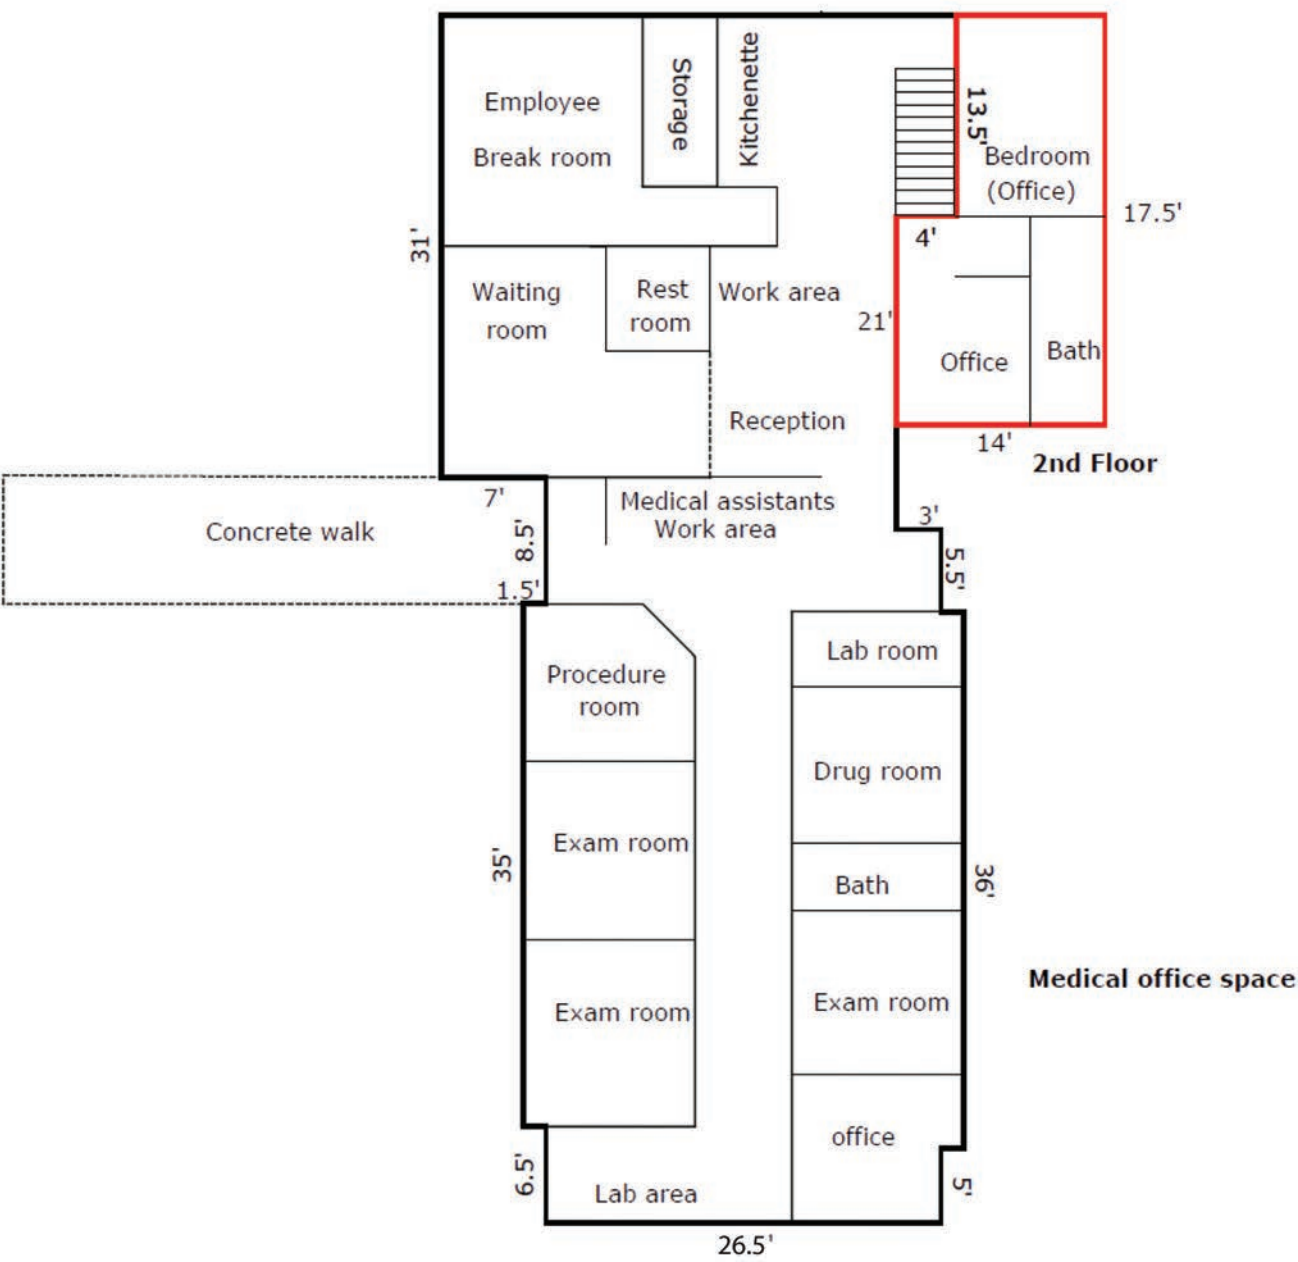 Employee
Break room
Storage
Kitchenette
13.5'
Bedroom
(Office)
17.5'
4'
31'
Waiting
room
Rest
room
Work area
21'
Office
Bath
Reception
14'
2nd Floor
7'
Medical assistants
Work area
3'
Concrete walk
8.5'
5.5'
1.5'
Lab room
Procedure
room
Drug room
Exam room
35'
Bath
36'
Medical office space
Exam room
Exam room
office
6.5'
Lab area
5'
26.5'